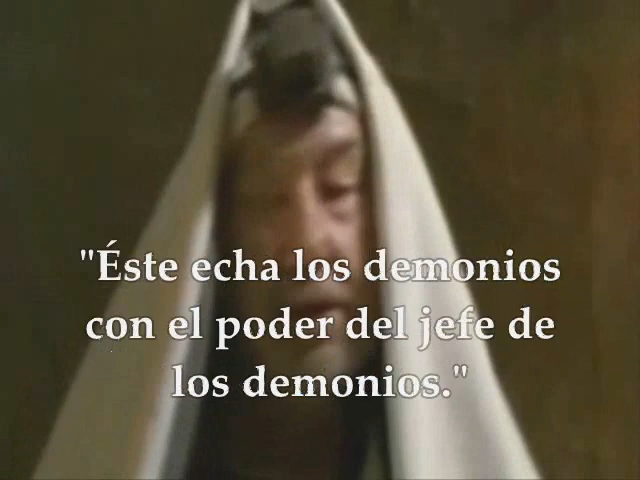 "Éste echa los demonios
con el poder del jefe de
los demonios."